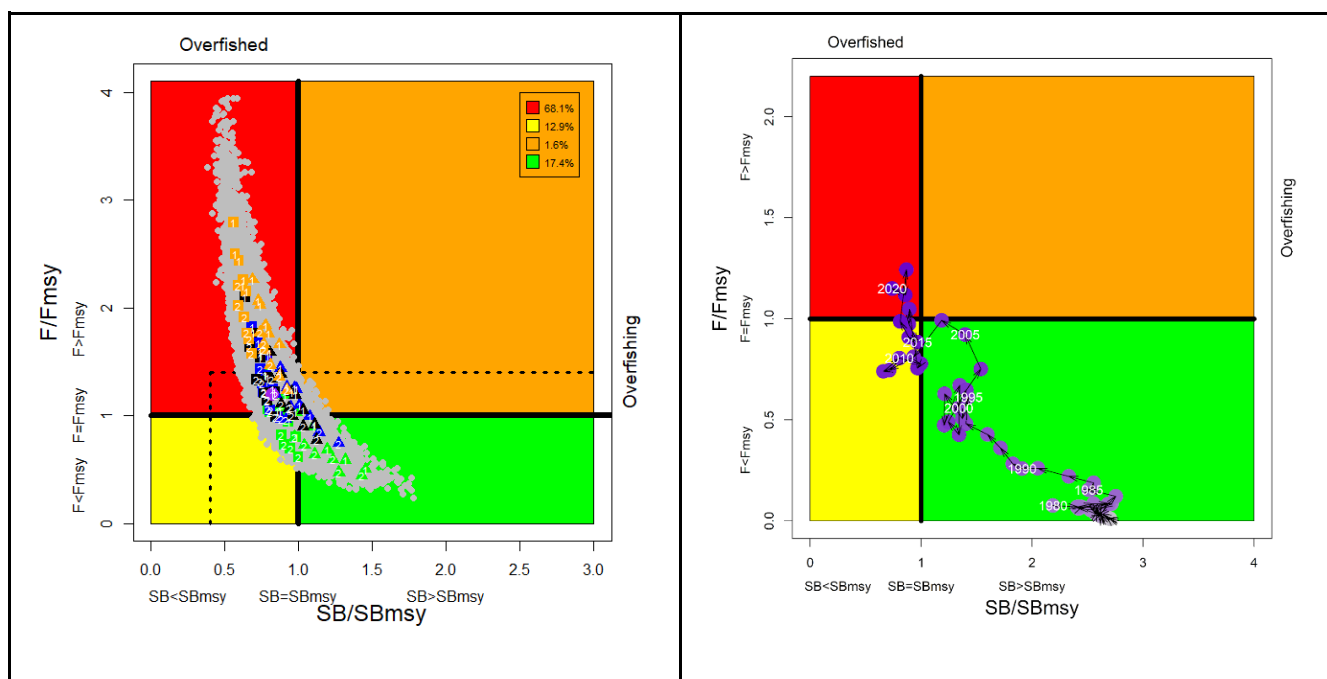 Overfished
4
3
2
1
0
F/Fmsy
F<Fmsy
F=Fmsy
F>Fmsy
68.1%
12.9%
1.6%
17.4%
Overfishing
0.0 0.5 1.0 1.5 2.0 2.5 3.0
SB<SBmsy SB=SBmsy SB>SBmsy
SB/SBmsy
Overfished
2.0
1.5
1.0
0.5
0.0
F/Fmsy
F<Fmsy
F=Fmsy
F>Fmsy
2020
2005
2015
2010
1995
2000
1990
1985
1980
Overfishing
0 1 2 3 4
SB<SBmsy SB=SBmsy SB>SBmsy
SB/SBmsy